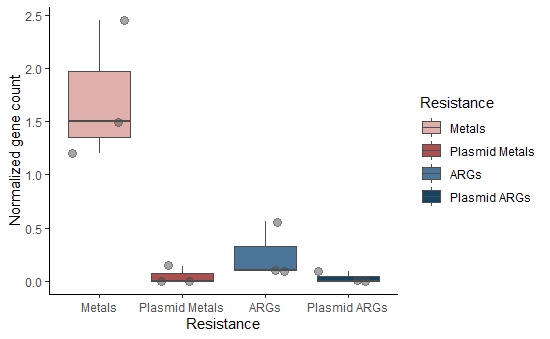 Normalized gene count
2.5
2.0
1.5
1.0
0.5
0.0
Metals
Plasmid Metals
ARGs
Plasmid ARGs
Resistance
Resistance
Metals
Plasmid Metals
ARGs
Plasmid ARGs